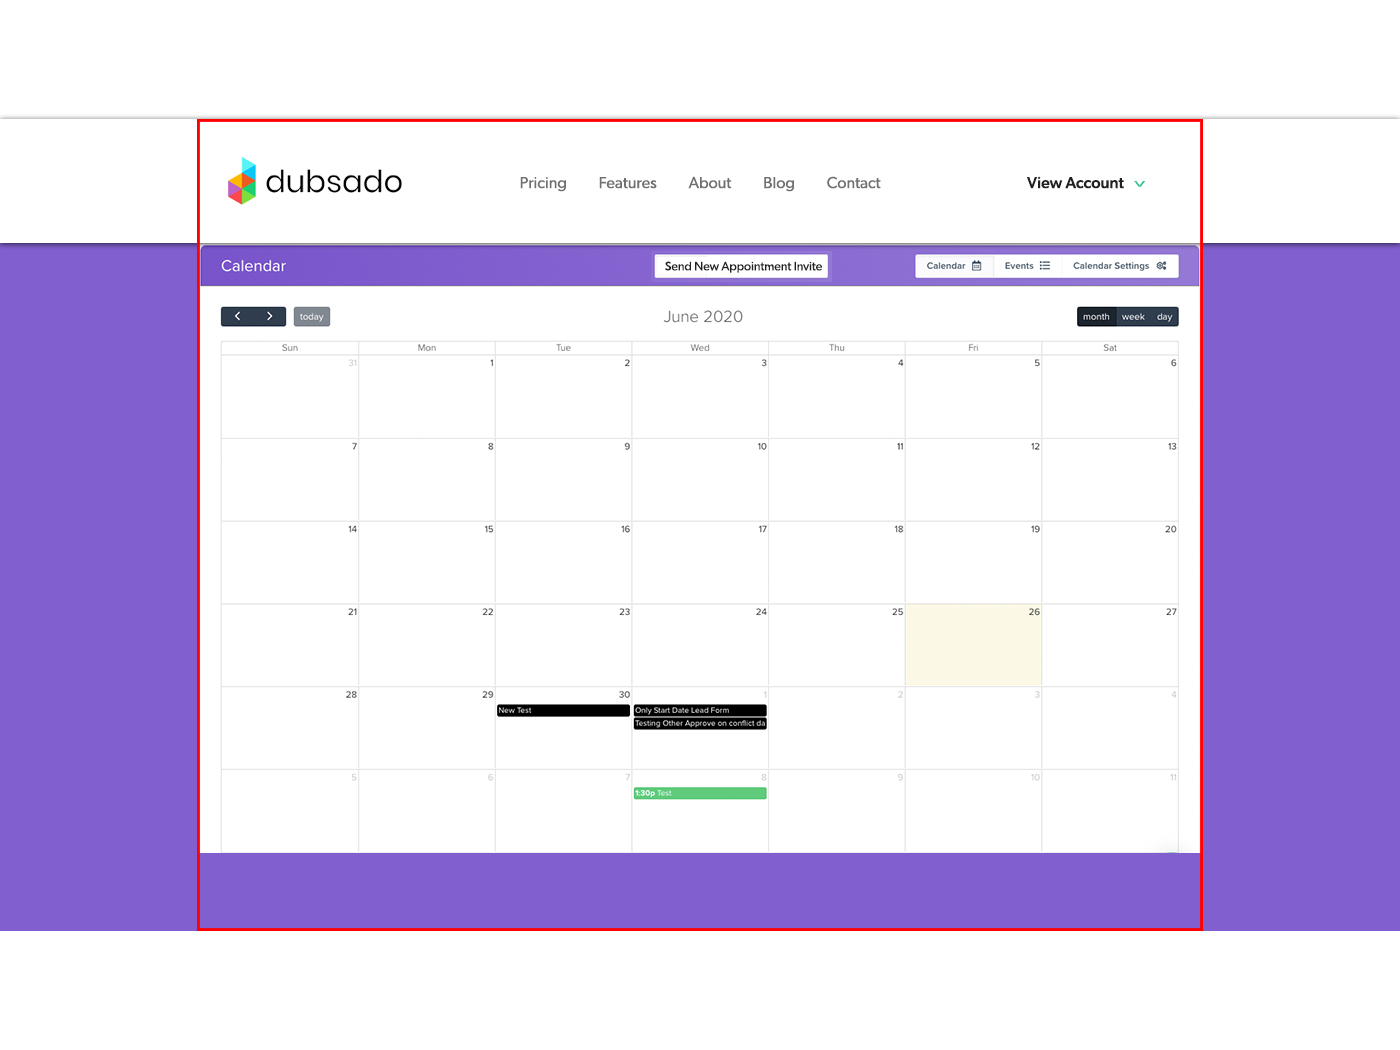 dubsado
Pricing Features About Blog Contact
View Account
Calendar
Send New Appointment Invite
Calendar Events Calendar Settings
today
June 2020
month week day
Sun Mon Tue Wed Thu Fri Sat
31 1 2 3 4 5 6
7 8 9 10 11 12 13
14 15 16 17 18 19 20
21 22 23 24 25 26 27
28 29 30 1 2 3 4
New Test
Only Start Date Lead Form
Testing Other Approve on conflict da
5 6 7 8 9 10 11
1:30p Test